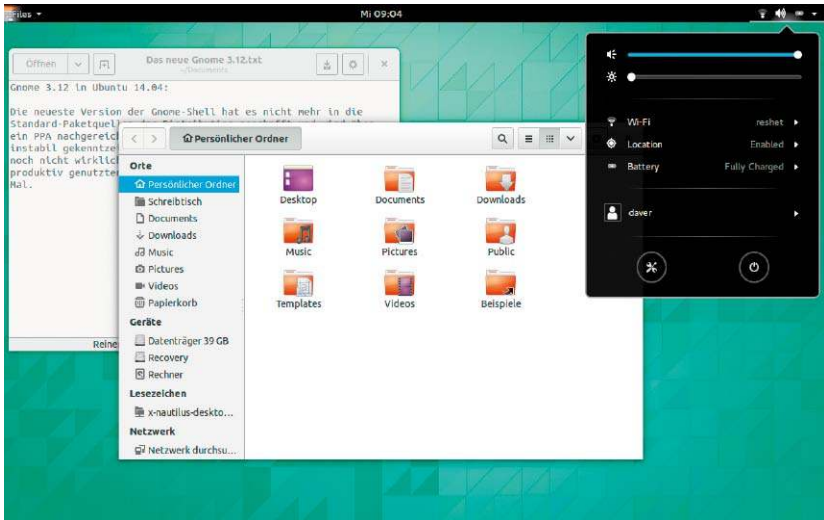 Files
Mi 09:04
Öffnen
Das neue Gnome 3.12.txt
~/Documents
Gnome 3.12 in Ubuntu 14.04:
Die neueste Version der Gnome-Shell hat es nicht mehr in die
Standard-Paketquellen
ein PPA nachgereich
instabil gekennzei
noch nicht wirklic
produktiv genutzten
Mal.
Reine
Persönlicher Ordner
Orte
Persönlicher Ordner
Schreibtisch
Documents
Downloads
Music
Pictures
Videos
Papierkorb
Geräte
Datenträger 39 GB
Recovery
Rechner
Lesezeichen
x-nautilus-deskto...
Netzwerk
Netzwerk durchsu...
Desktop
Documents
Downloads
Music
Pictures
Public
Templates
Videos
Beispiele
Wi-Fi
reshet
Location
Enabled
Battery
Fully Charged
daver